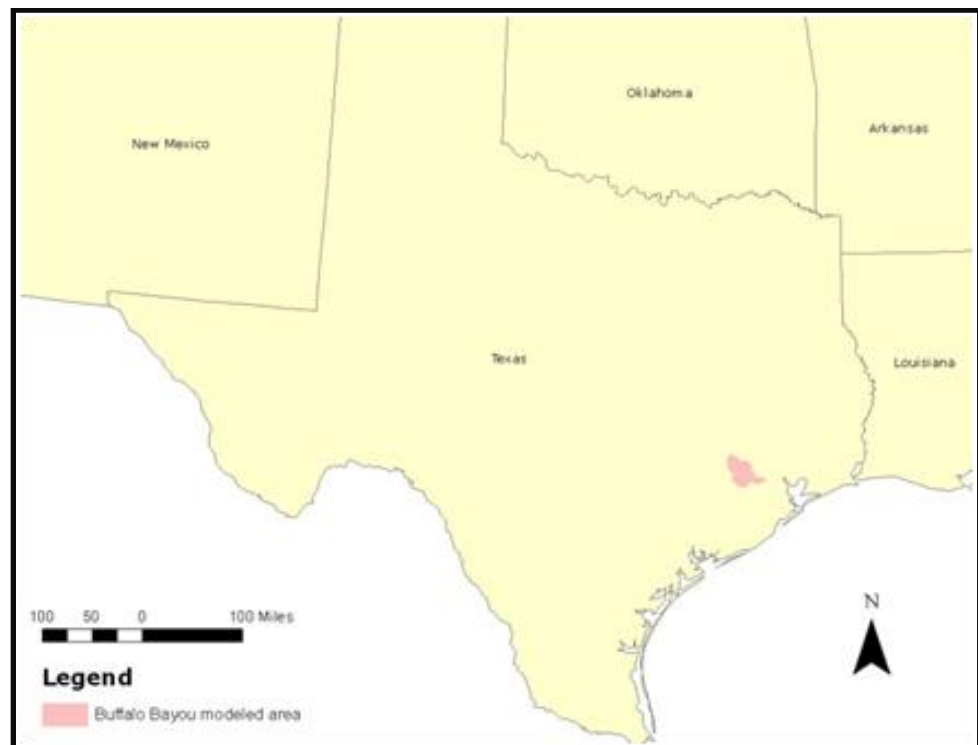 Oklahoma
Arkansas
New Mexico
Texas
Louisiana
N
100 50 0 100 Miles
Legend
Buffalo Bayou modeled area